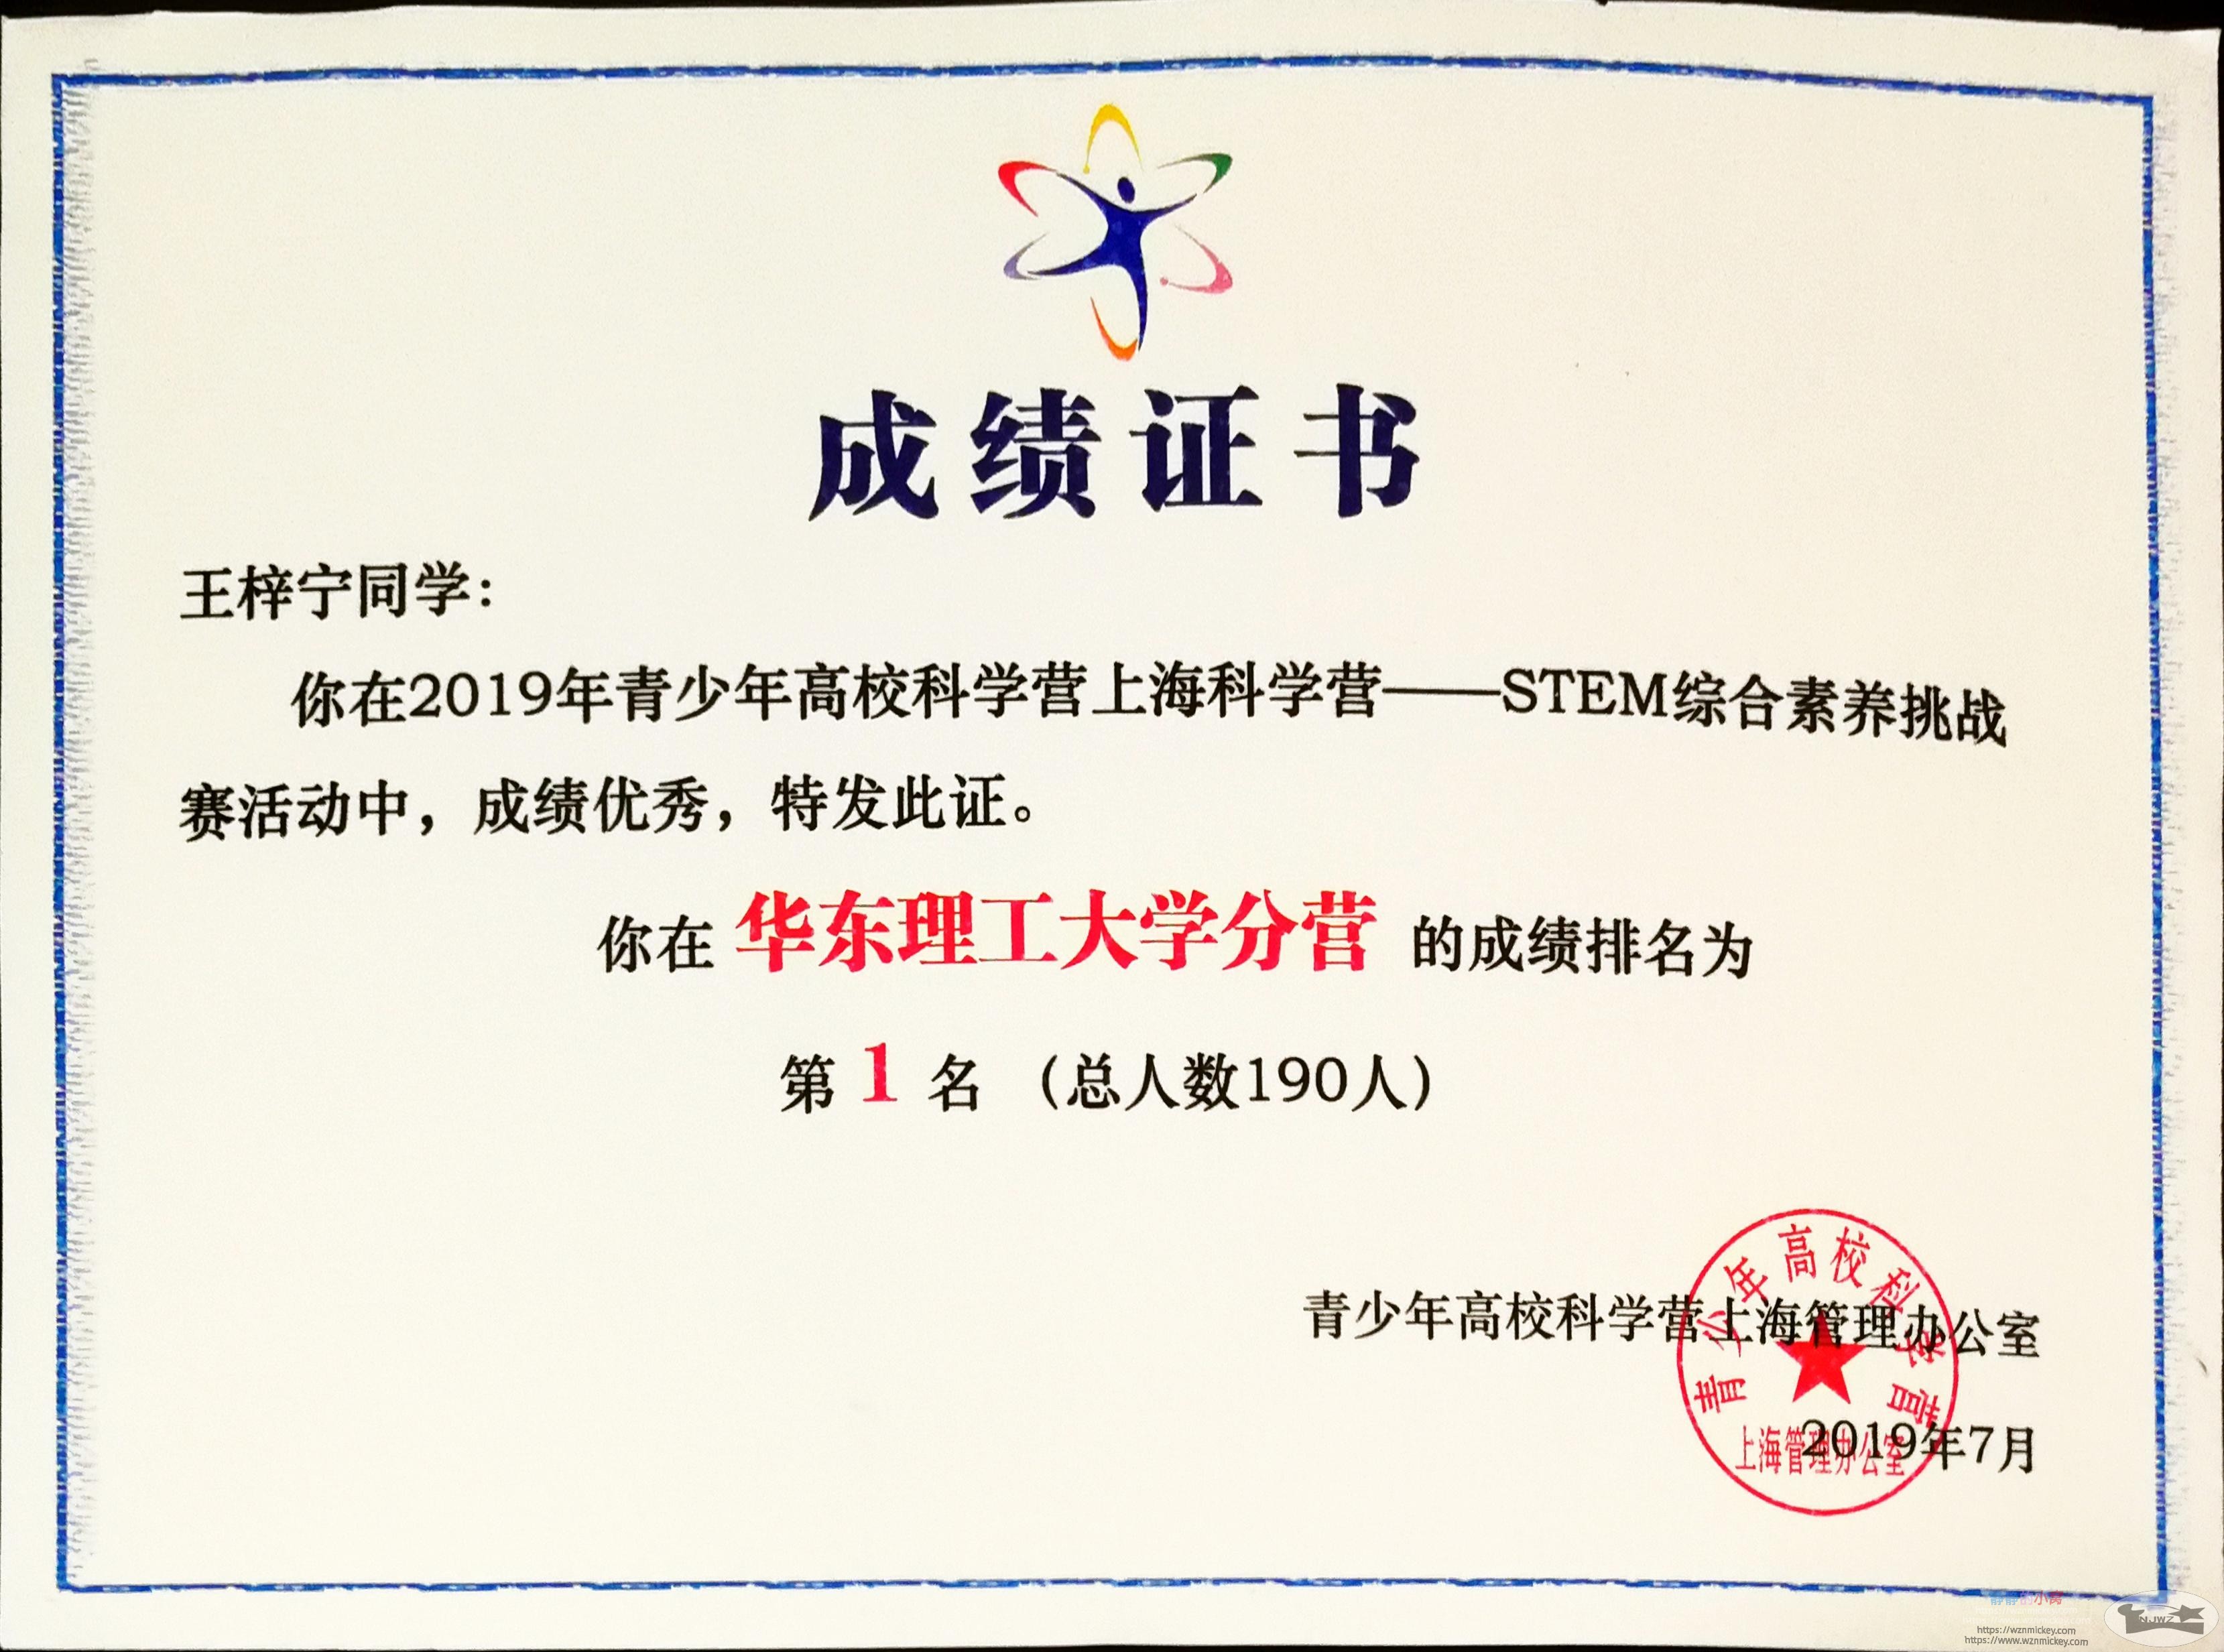 成绩证书
王梓宁同学：
你在2019年青少年高校科学营上海科学营——STEM综合素养挑战
赛活动中，成绩优秀，特发此证。
你在 华东理工大学分营 的成绩排名为
第 1 名 （总人数190人）
青少年高校科学营上海管理办公室
2019年7月
青少年高校科学营
上海管理办公室
静静的小窝
NJWZ
https://wznmickey.com
https://www.wznmickey.com